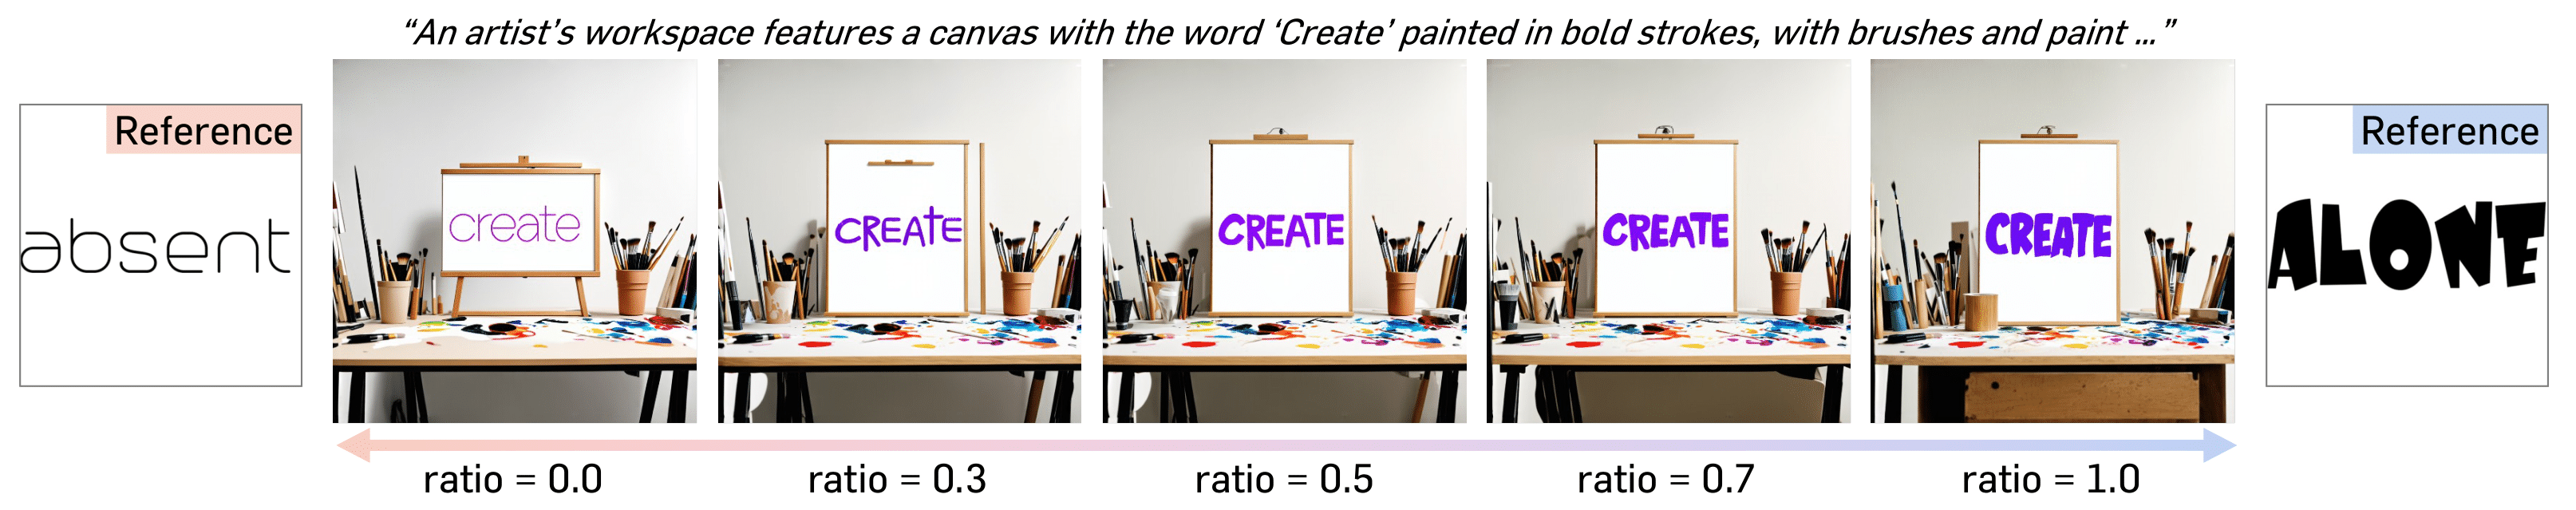 “An artist’s workspace features a canvas with the word ‘Create’ painted in bold strokes, with brushes and paint ...”
Reference
absent
create
CREAtE
CREATE
CREATE
CREATE
Reference
ALONE
ratio = 0.0
ratio = 0.3
ratio = 0.5
ratio = 0.7
ratio = 1.0